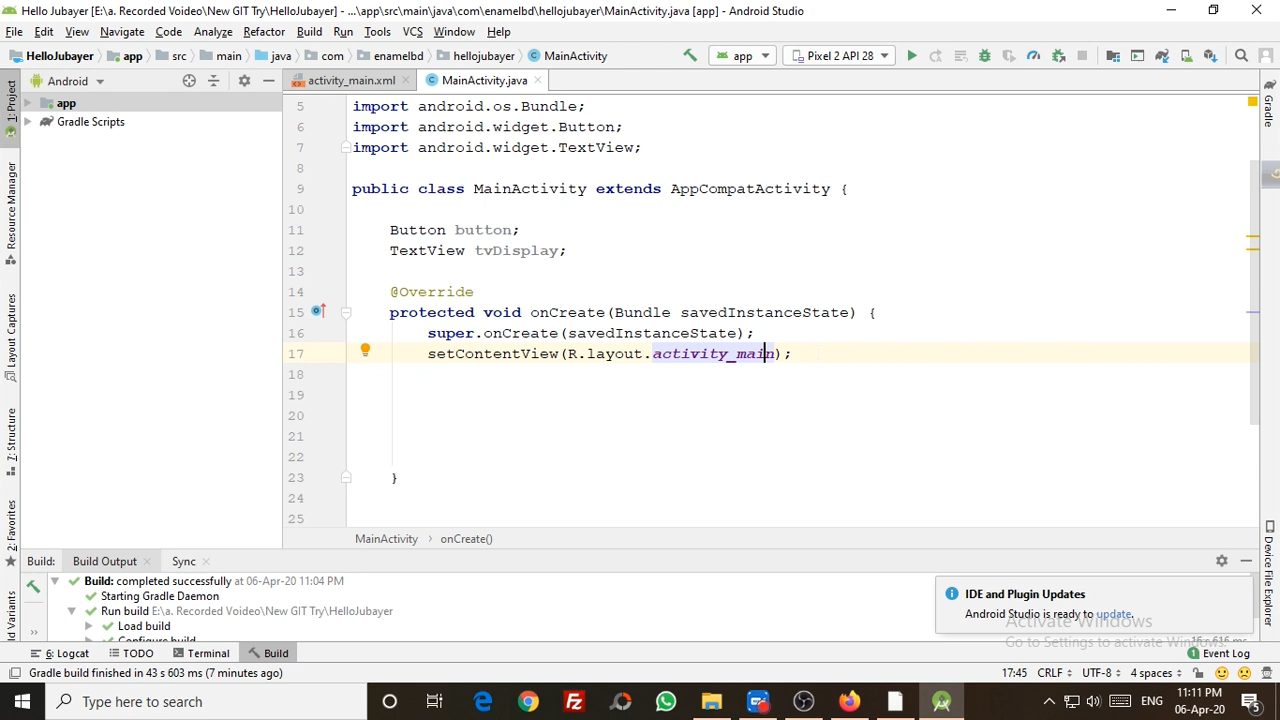 Hello Jubayer [E:\a. Recorded Voideo\New GIT Try\HelloJubayer] - ...\app\src\main\java\com\enamelbd\hellojubayer\MainActivity.java [app] - Android Studio
File Edit View Navigate Code Analyze Refactor Build Run Tools VCS Window Help
HelloJubayer app src main java com enamelbd hellojubayer MainActivity app Pixel 2 API 28
Android activity_main.xml MainActivity.java
1: Project
Resource Manager
Layout Captures
7: Structure
2: Favorites
app
Gradle Scripts
5 import android.os.Bundle;
6 import android.widget.Button;
7 import android.widget.TextView;
8
9 public class MainActivity extends AppCompatActivity {
10
11 Button button;
12 TextView tvDisplay;
13
14 @Override
15 protected void onCreate(Bundle savedInstanceState) {
16 super.onCreate(savedInstanceState);
17 setContentView(R.layout.activity_main);
18
19
20
21
22
23 }
24
25
Gradle
Device File Explorer
MainActivity onCreate()
Build: Build Output Sync
Build: completed successfully at 06-Apr-20 11:04 PM
Starting Gradle Daemon
Run build E:\a. Recorded Voideo\New GIT Try\HelloJubayer
Load build
Configure build
IDE and Plugin Updates
Android Studio is ready to update.
Activate Windows
Go to Settings to activate Windows.
6: Logcat TODO Terminal Build 1 Event Log
Gradle build finished in 43 s 603 ms (7 minutes ago) 17:45 CRLF UTF-8 4 spaces
Type here to search ENG 11:11 PM
06-Apr-20 5